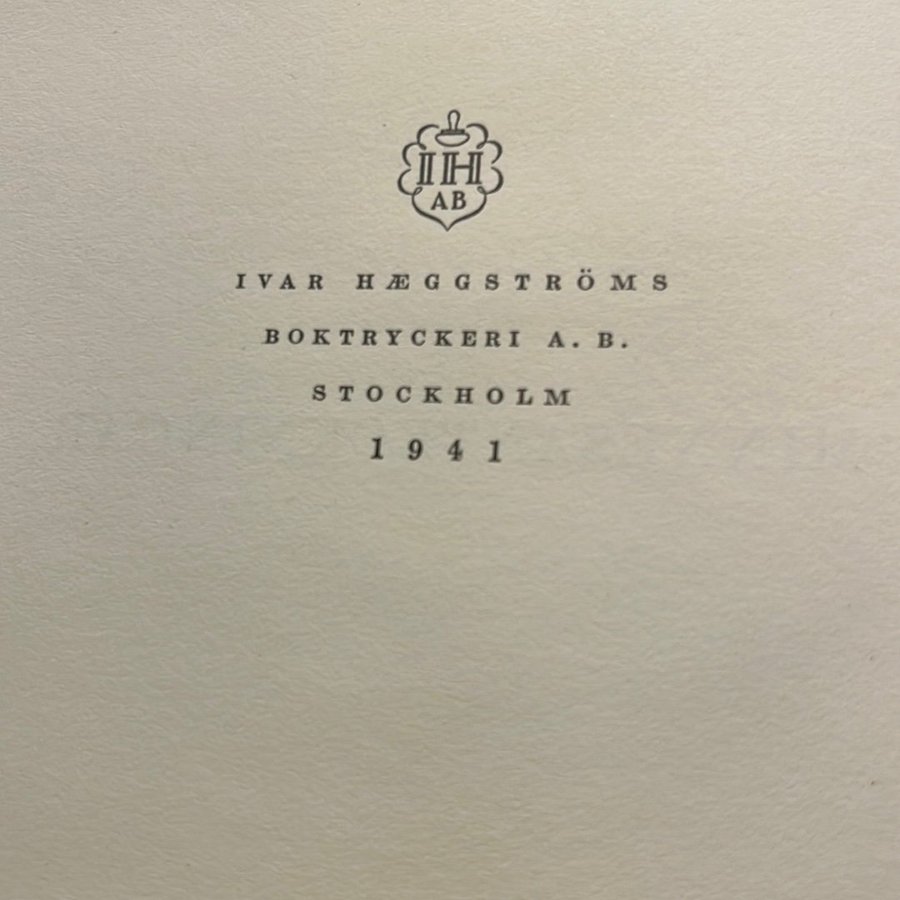 IH
AB
IVAR HÆGGSTRÖMS
BOKTRYCKERI A. B.
STOCKHOLM
1941